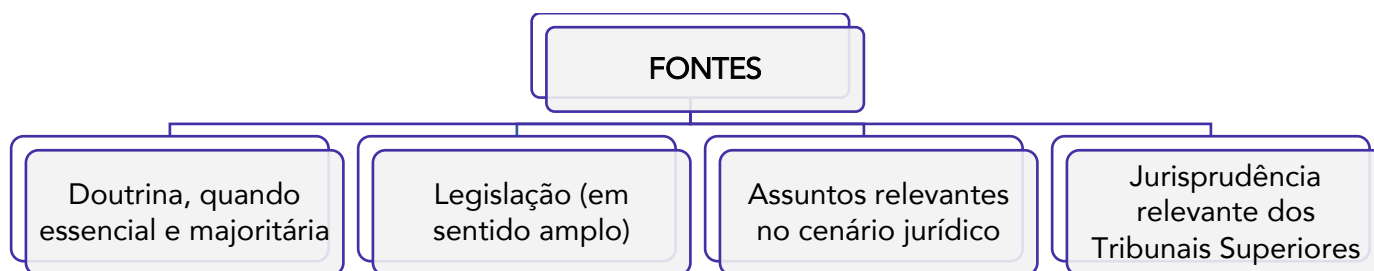 FONTES
Doutrina, quando
essencial e majoritária
Legislação (em
sentido amplo)
Assuntos relevantes
no cenário jurídico
Jurisprudência
relevante dos
Tribunais Superiores